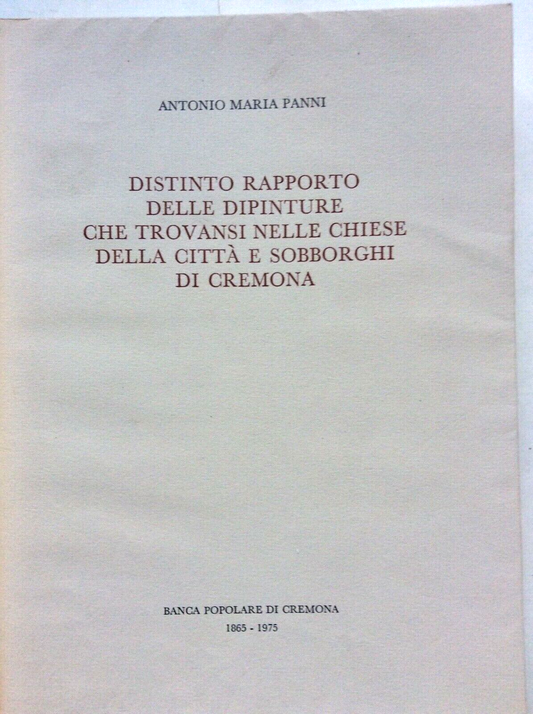 ANTONIO MARIA PANNI
DISTINTO RAPPORTO
DELLE DIPINTURE
CHE TROVANSI NELLE CHIESE
DELLA CITTÀ E SOBBORGHI
DI CREMONA
BANCA POPOLARE DI CREMONA
1865 - 1975